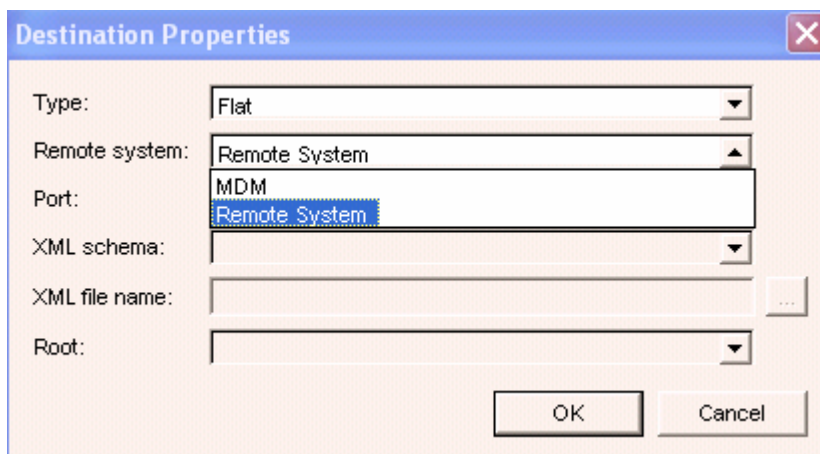 Destination Properties
Type: Flat
Remote system: Remote System
MDM
Port:
Remote System
XML schema:
XML file name: ...
Root:
OK Cancel